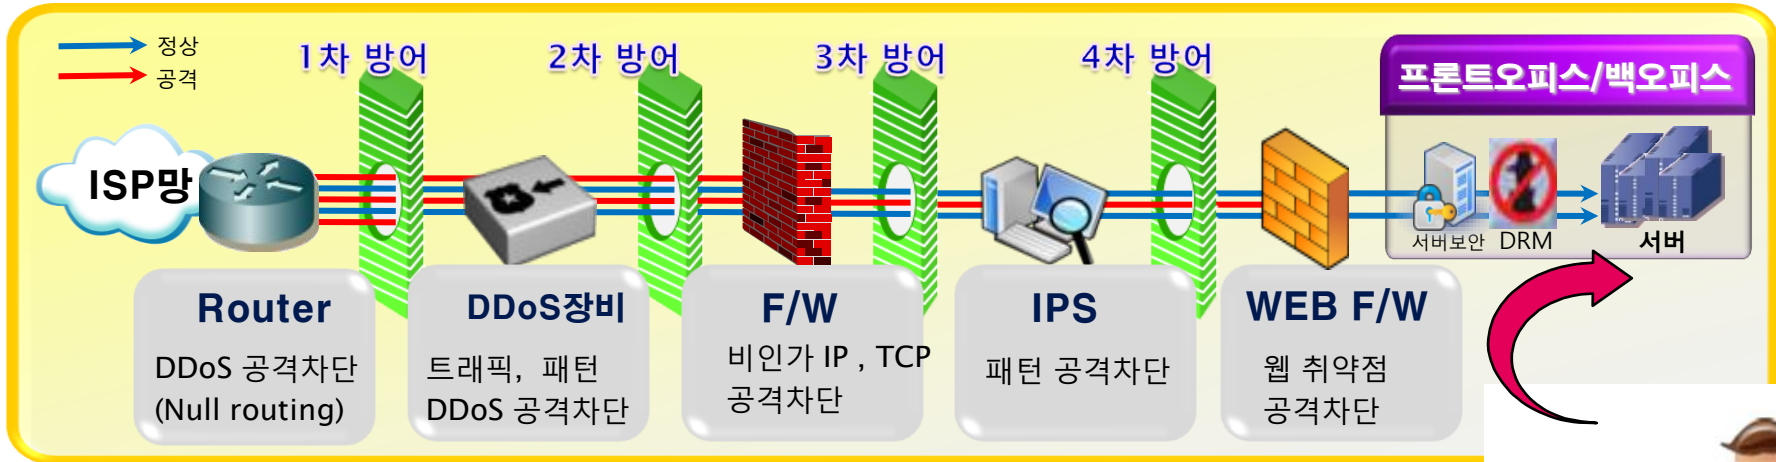 정상
공격
1차 방어
2차 방어
3차 방어
4차 방어
프론트오피스/백오피스
ISP망
서버보안
DRM
서버
Router
DDoS 공격차단
(Null routing)
DDoS장비
트래픽, 패턴
DDoS 공격차단
F/W
비인가 IP , TCP
공격차단
IPS
패턴 공격차단
WEB F/W
웹 취약점
공격차단